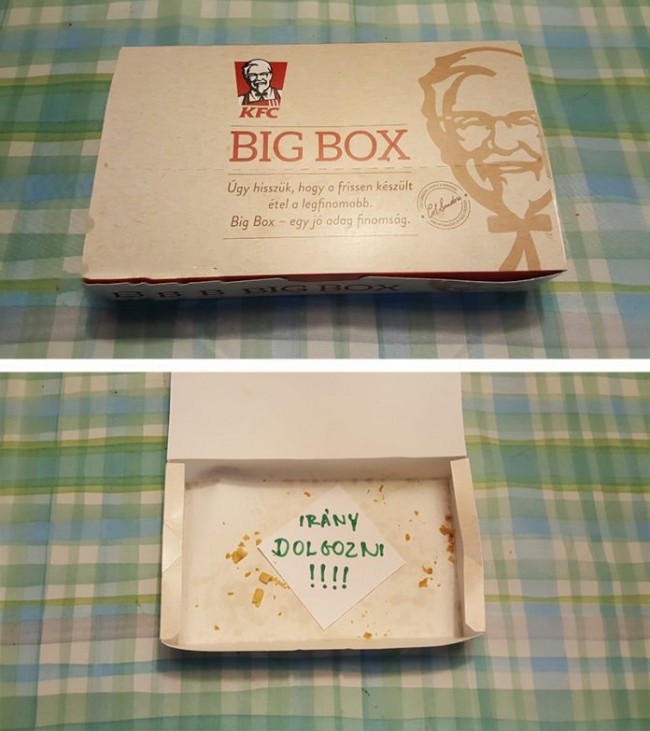 KFC
BIG BOX
Úgy hisszük, hogy a frissen készült
étel a legfinomabb.
Big Box – egy jó adag finomság.
BIG BOX
IRÁNY
DOLGOZNI
!!!!